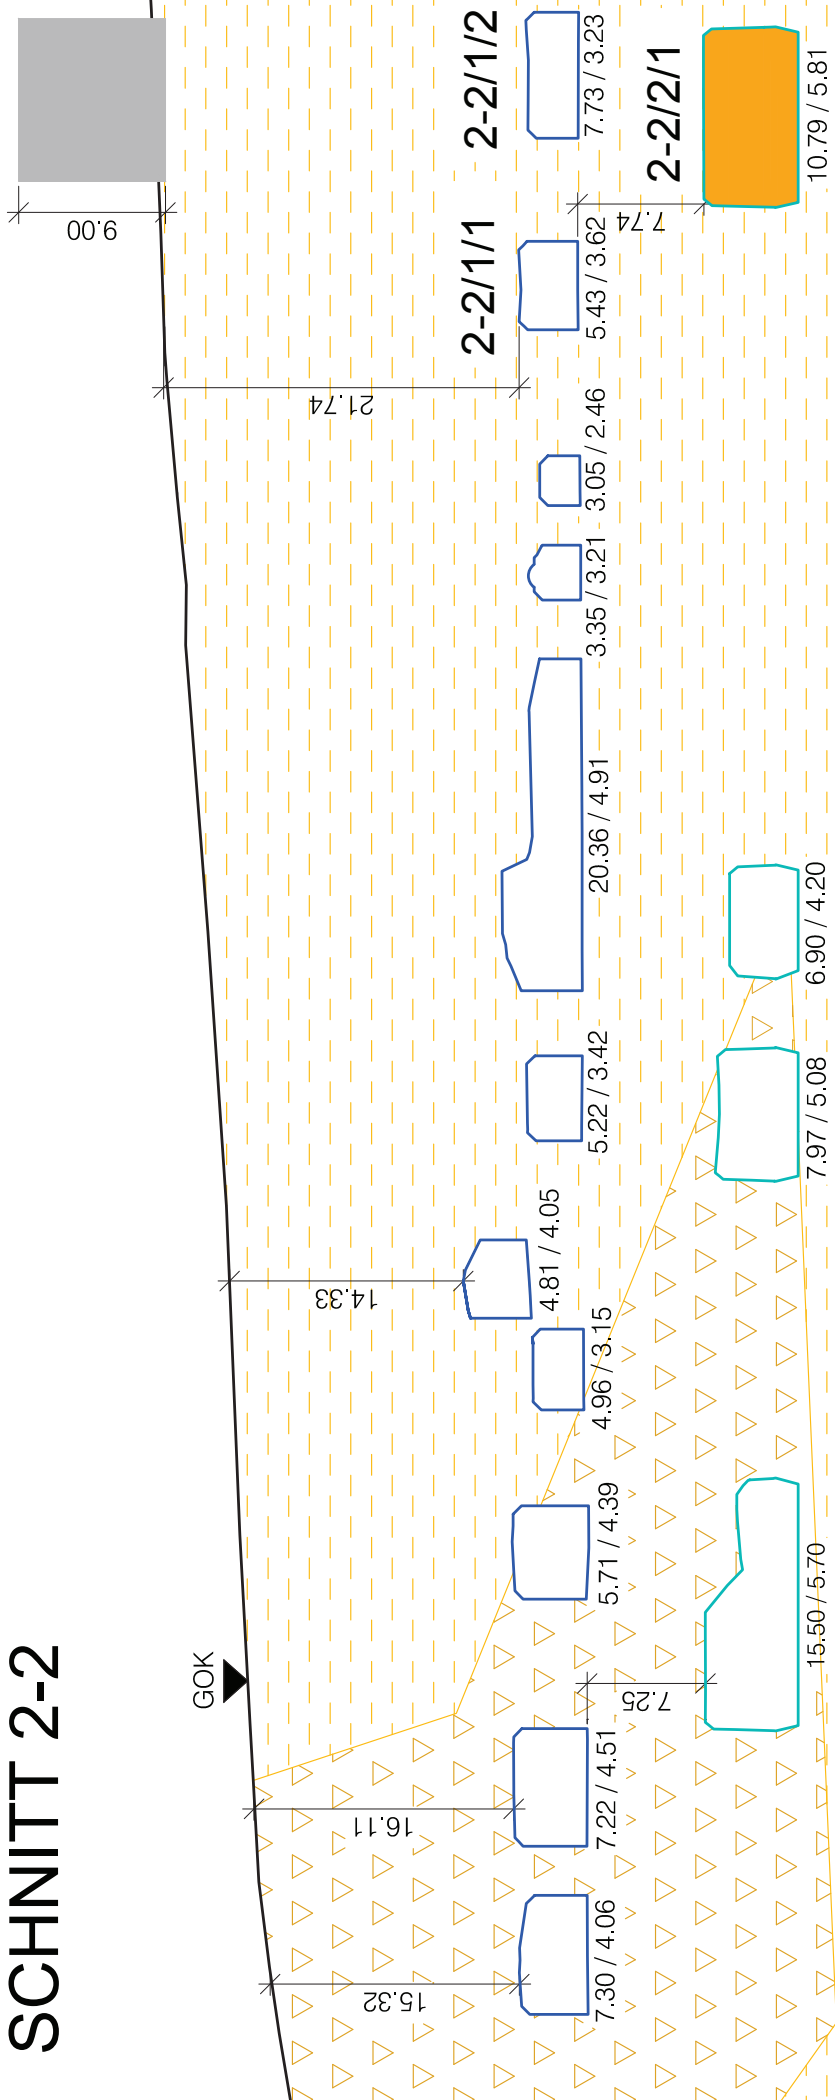 SCHNITT 2-2
GOK
9.00
15.32
16.11
14.33
21.74
2-2/1/1
2-2/1/2
7.30 / 4.06
7.22 / 4.51
5.71 / 4.39
4.96 / 3.15
4.81 / 4.05
5.22 / 3.42
20.36 / 4.91
3.35 / 3.21
3.05 / 2.46
5.43 / 3.62
7.73 / 3.23
7.25
7.74
2-2/2/1
15.50 / 5.70
7.97 / 5.08
6.90 / 4.20
10.79 / 5.81